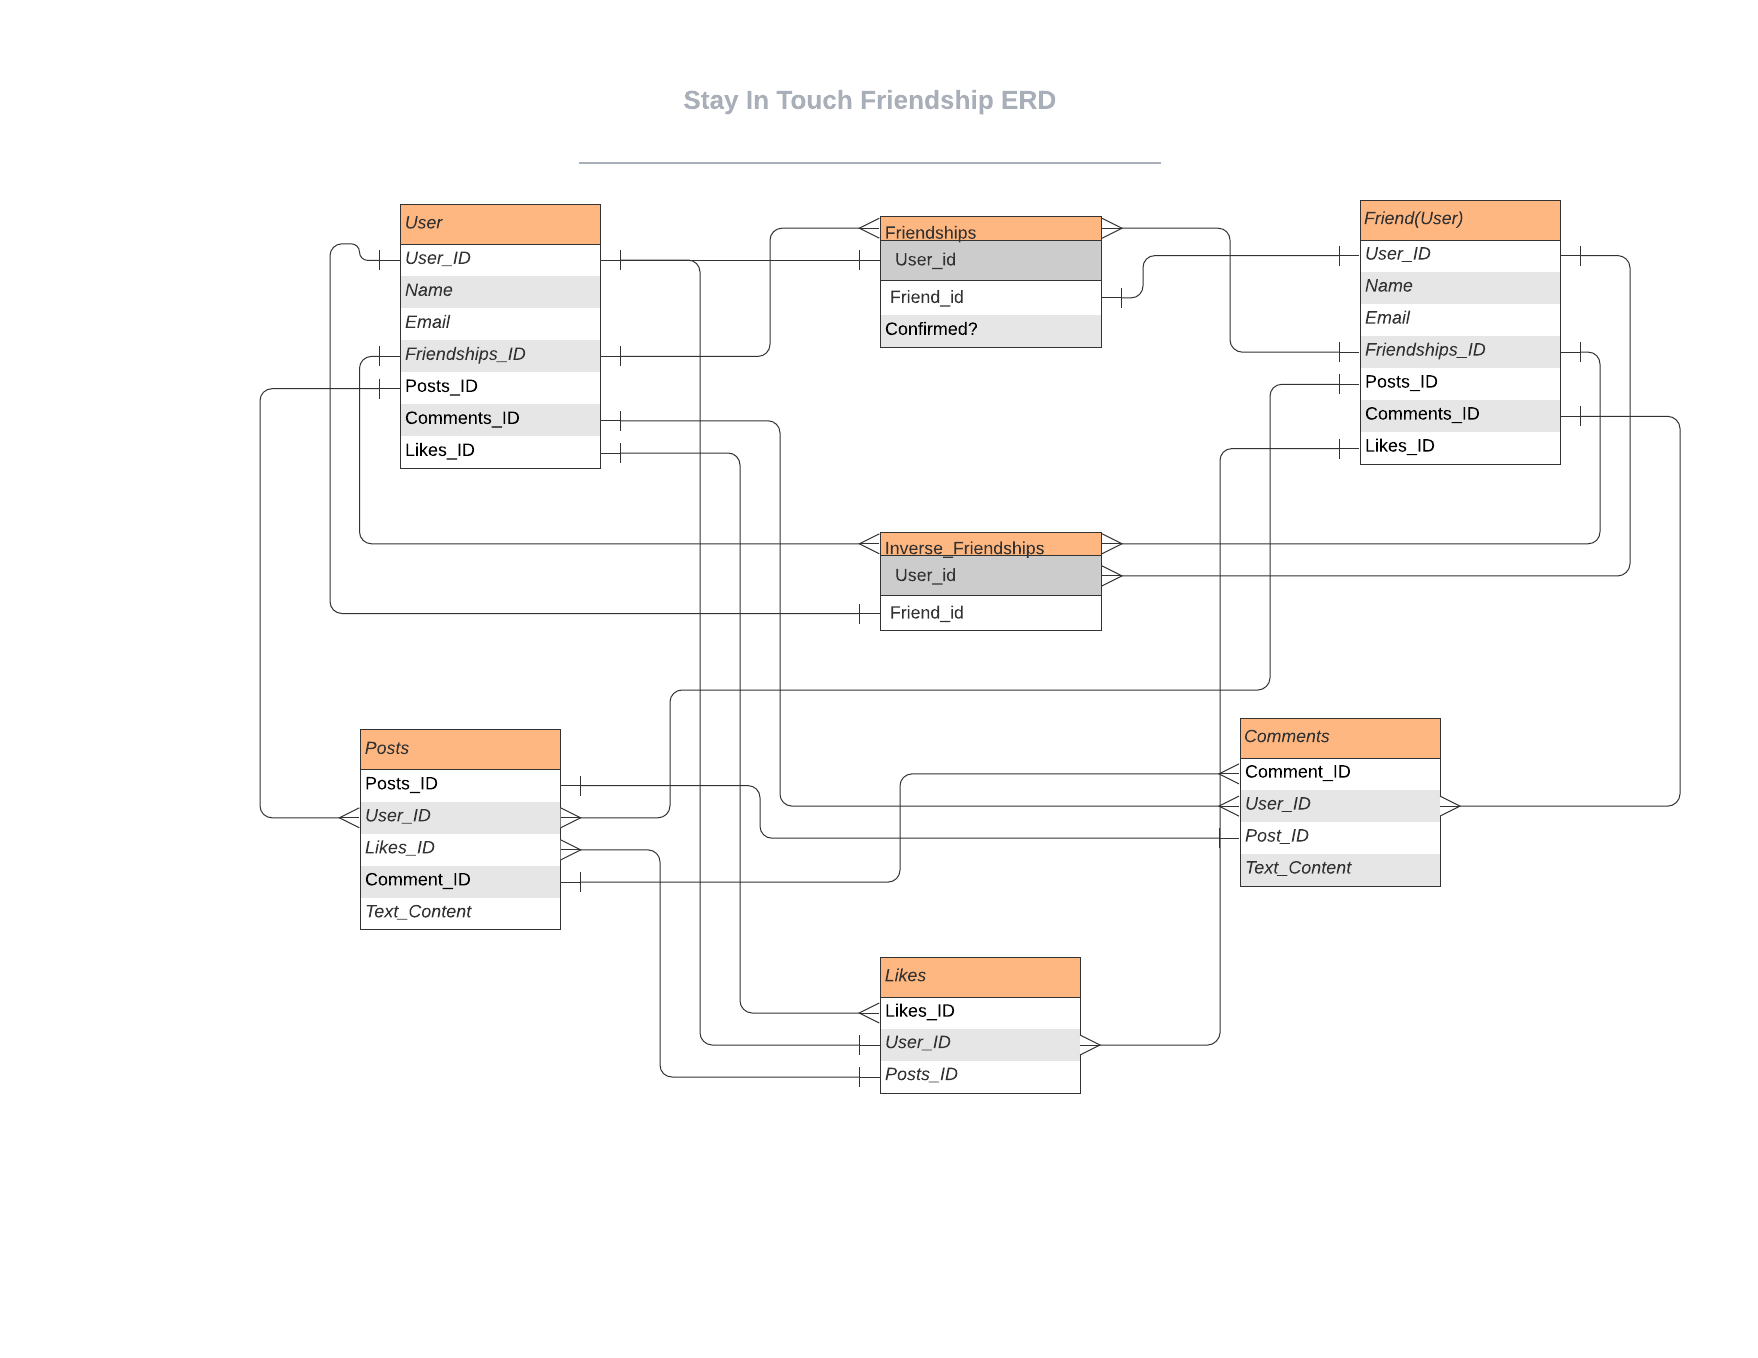 Stay In Touch Friendship ERD
User
User_ID
Name
Email
Friendships_ID
Posts_ID
Comments_ID
Likes_ID
Friendships
User_id
Friend_id
Confirmed?
Friend(User)
User_ID
Name
Email
Friendships_ID
Posts_ID
Comments_ID
Likes_ID
Inverse_Friendships
User_id
Friend_id
Posts
Posts_ID
User_ID
Likes_ID
Comment_ID
Text_Content
Comments
Comment_ID
User_ID
Post_ID
Text_Content
Likes
Likes_ID
User_ID
Posts_ID